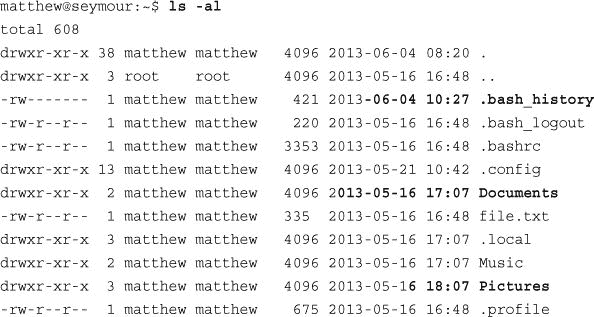 matthew@seymour:~$ ls -al
total 608
drwxr-xr-x 38 matthew matthew   4096 2013-06-04 08:20 .
drwxr-xr-x  3 root    root      4096 2013-05-16 16:48 ..
-rw-------  1 matthew matthew    421 2013-06-04 10:27 .bash_history
-rw-r--r--  1 matthew matthew    220 2013-05-16 16:48 .bash_logout
-rw-r--r--  1 matthew matthew   3353 2013-05-16 16:48 .bashrc
drwxr-xr-x 13 matthew matthew   4096 2013-05-21 10:42 .config
drwxr-xr-x  2 matthew matthew   4096 2013-05-16 17:07 Documents
-rw-r--r--  1 matthew matthew   335  2013-05-16 16:48 file.txt
drwxr-xr-x  3 matthew matthew   4096 2013-05-16 17:07 .local
drwxr-xr-x  2 matthew matthew   4096 2013-05-16 17:07 Music
drwxr-xr-x  3 matthew matthew   4096 2013-05-16 18:07 Pictures
-rw-r--r--  1 matthew matthew    675 2013-05-16 16:48 .profile